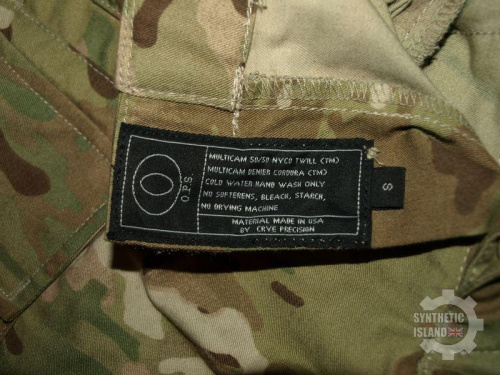 O.P.S.
MULTICAM 50/50 NYCO TWILL (TM)
MULTICAM DENIER CORDURA (TM)
COLD WATER HAND WASH ONLY
NO SOFTENERS, BLEACH, STARCH,
NO DRYING MACHINE
MATERIAL MADE IN USA
BY CRYE PRECISION
S
SYNTHETIC
ISLAND